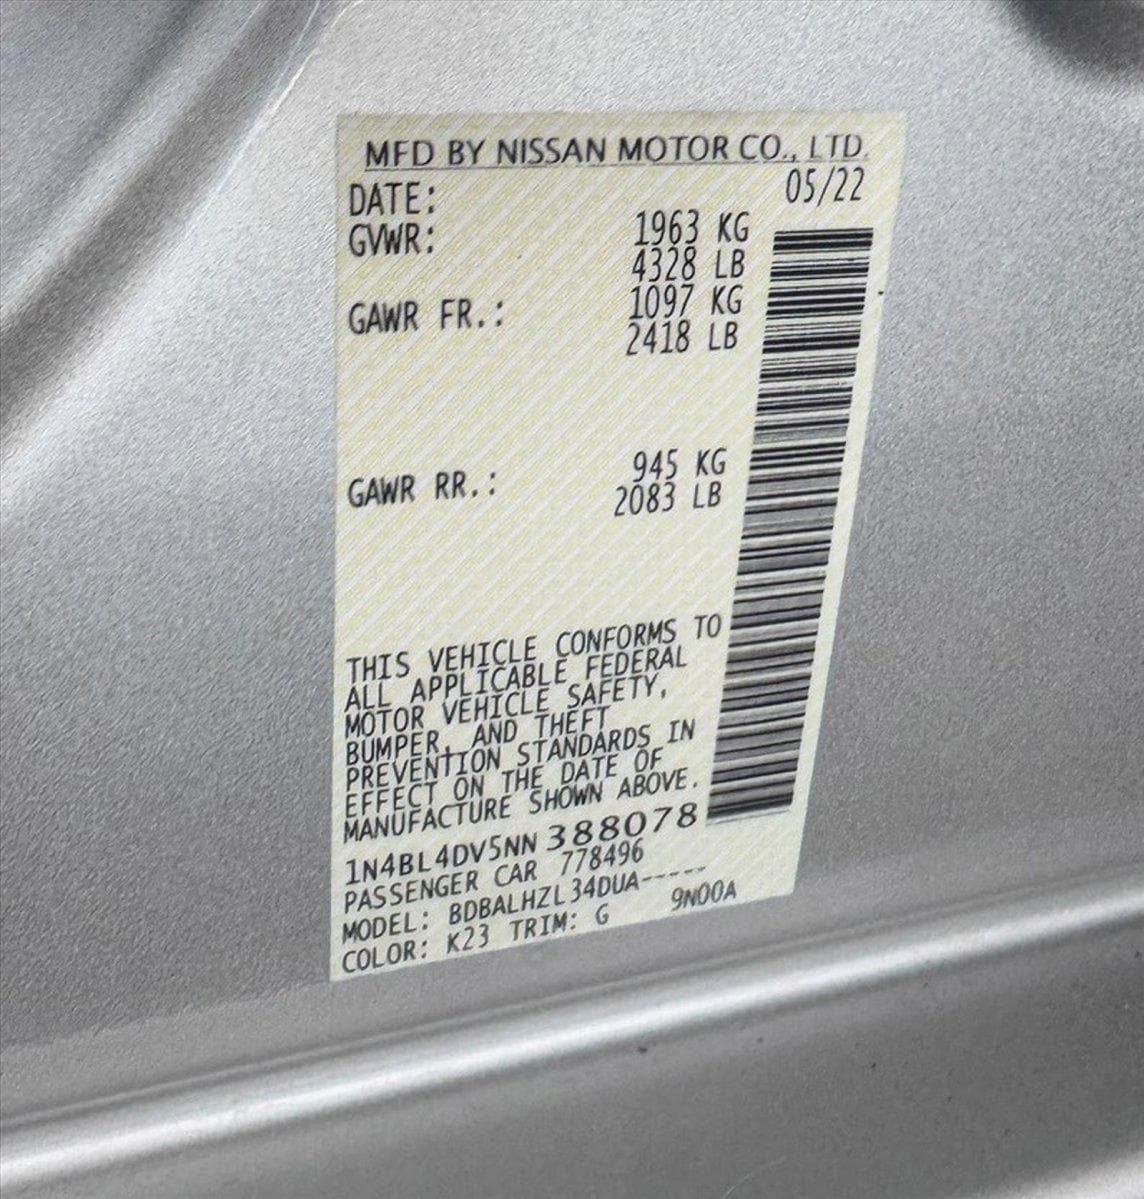 MFD BY NISSAN MOTOR CO., LTD.
DATE: 05/22
GVWR: 1963 KG
4328 LB
GAWR FR.: 1097 KG
2418 LB
GAWR RR.: 945 KG
2083 LB
THIS VEHICLE CONFORMS TO
ALL APPLICABLE FEDERAL
MOTOR VEHICLE SAFETY,
BUMPER, AND THEFT
PREVENTION STANDARDS IN
EFFECT ON THE DATE OF
MANUFACTURE SHOWN ABOVE.
1N4BL4DV5NN388078
PASSENGER CAR 778496
MODEL: BDBALHZL34DUA-----
COLOR: K23 TRIM: G 9N00A